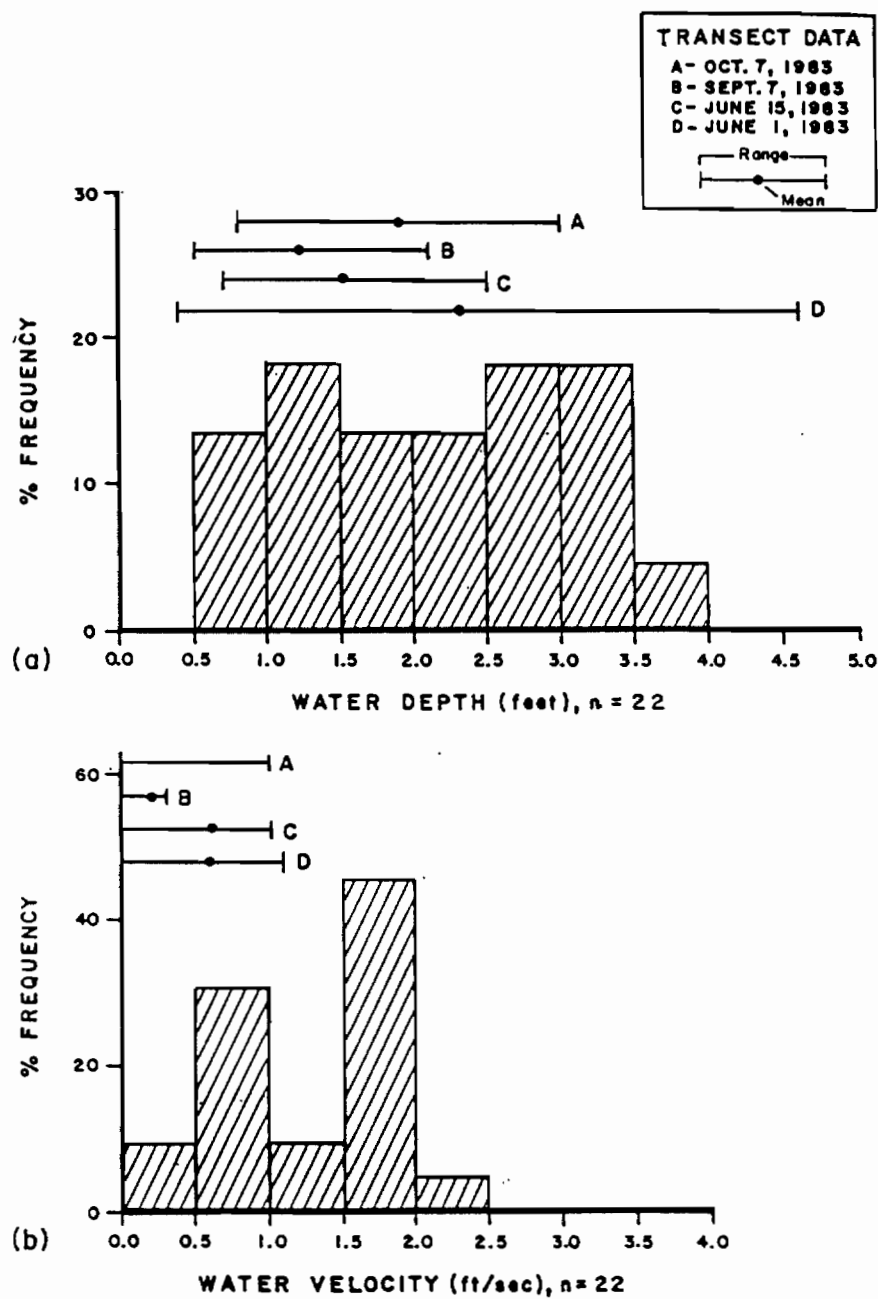 TRANSECT DATA
A- OCT. 7, 1983
B- SEPT. 7, 1983
C- JUNE 15, 1983
D- JUNE 1, 1983
Range
Mean
30
20
10
0
% FREQUENCY
A
B
C
D
(a)
0.0 0.5 1.0 1.5 2.0 2.5 3.0 3.5 4.0 4.5 5.0
WATER DEPTH (feet), n = 22
60
40
20
0
% FREQUENCY
A
B
C
D
(b)
0.0 0.5 1.0 1.5 2.0 2.5 3.0 3.5 4.0
WATER VELOCITY (ft/sec), n=22